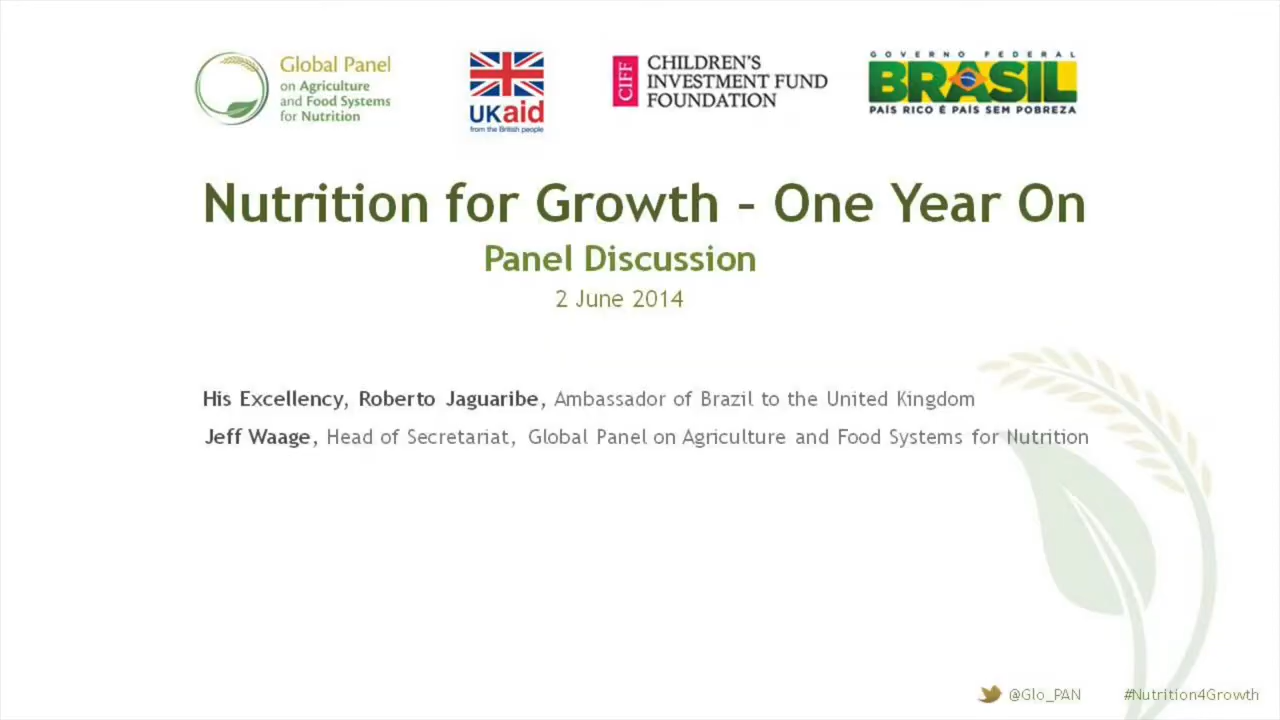 Global Panel
on Agriculture
and Food Systems
for Nutrition
UKaid
from the British people
CIFF
CHILDREN'S
INVESTMENT FUND
FOUNDATION
GOVERNO FEDERAL
BRASIL
PAÍS RICO É PAÍS SEM POBREZA
Nutrition for Growth – One Year On
Panel Discussion
2 June 2014
His Excellency, Roberto Jaguaribe, Ambassador of Brazil to the United Kingdom
Jeff Waage, Head of Secretariat, Global Panel on Agriculture and Food Systems for Nutrition
@Glo_PAN #Nutrition4Growth